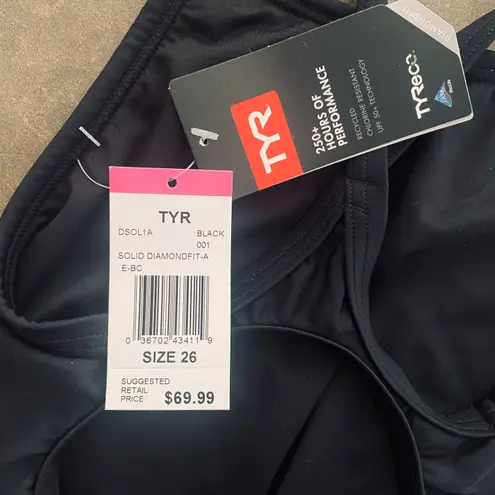 DIAMONDFIT
TYR
250+
HOURS OF
PERFORMANCE
RECYCLED
CHLORINE RESISTANT
UPF 50+ TECHNOLOGY
TYReco.
TYR
DSOL1A BLACK
001
SOLID DIAMONDFIT-A
E-BC
0 36702 43411 9
SIZE 26
SUGGESTED
RETAIL
PRICE $69.99